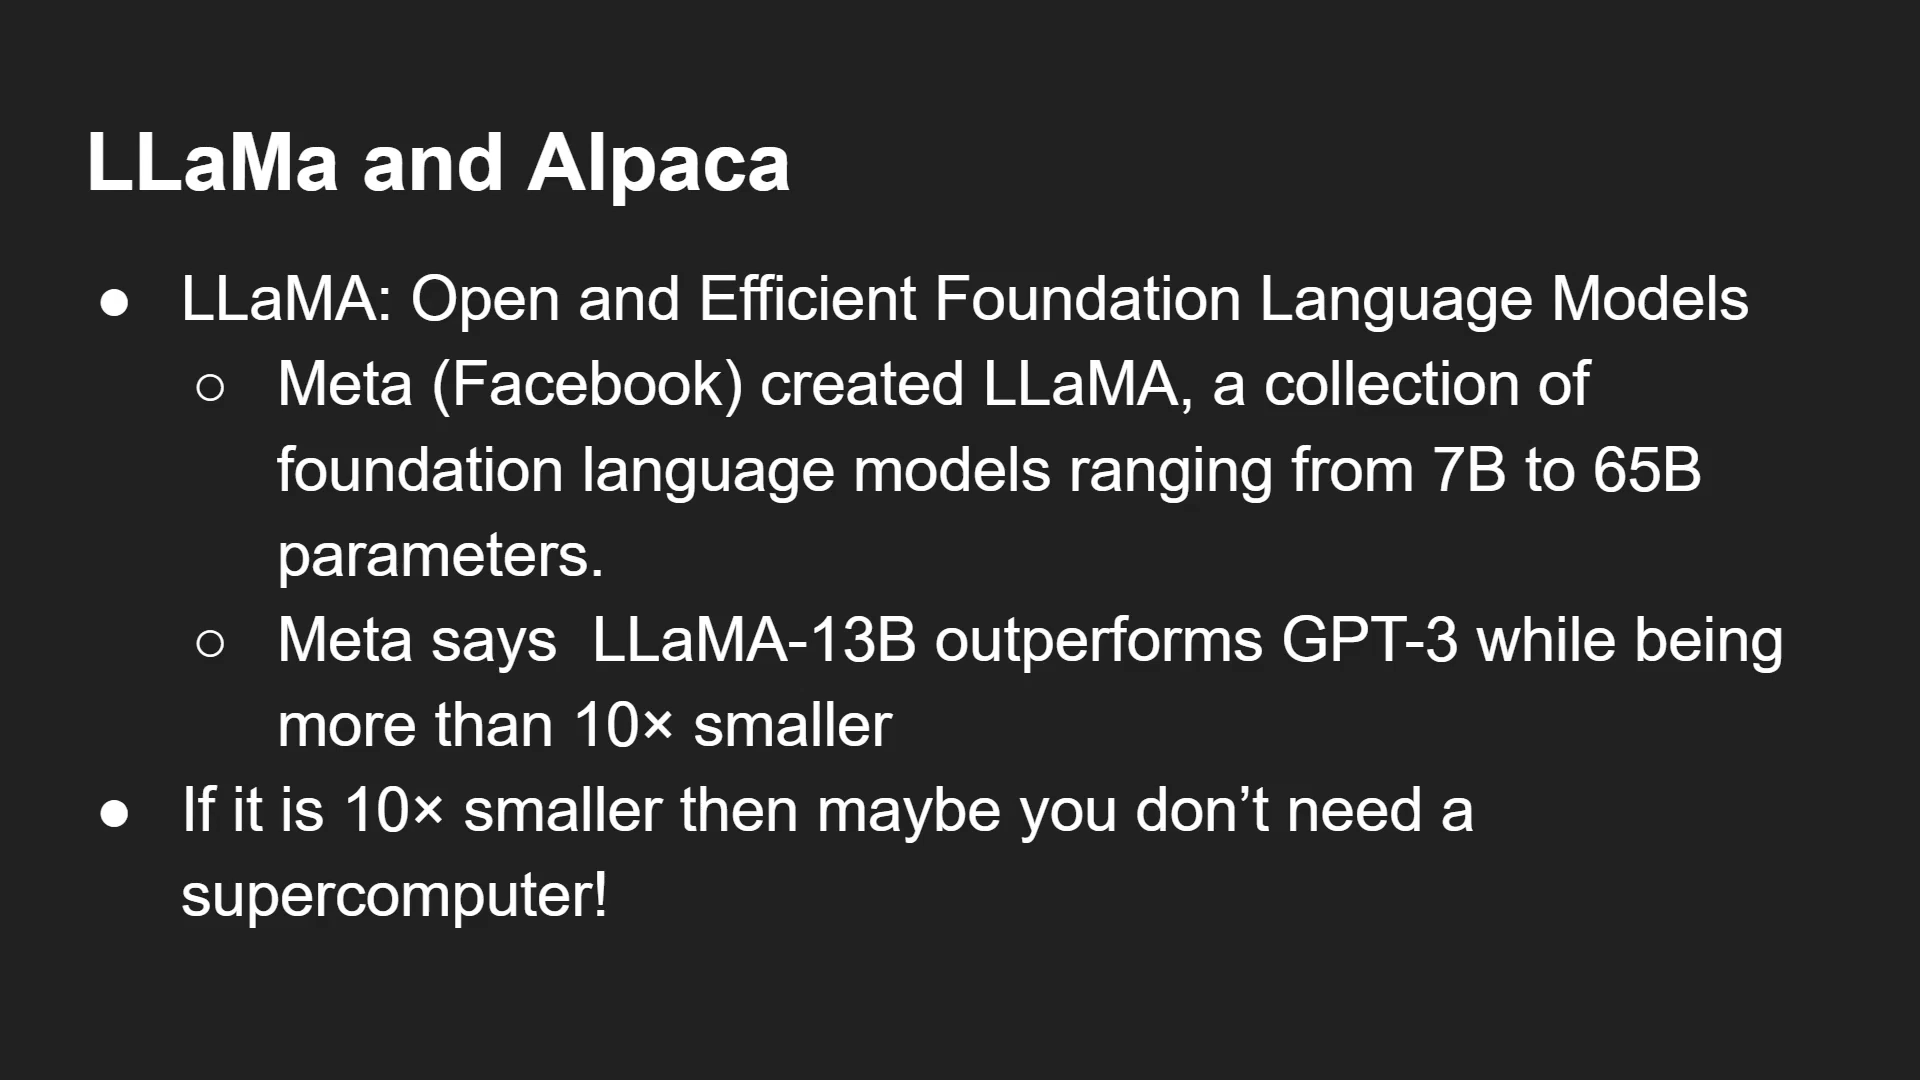 LLaMa and Alpaca
● LLaMA: Open and Efficient Foundation Language Models
○ Meta (Facebook) created LLaMA, a collection of
foundation language models ranging from 7B to 65B
parameters.
○ Meta says  LLaMA-13B outperforms GPT-3 while being
more than 10× smaller
● If it is 10× smaller then maybe you don’t need a
supercomputer!